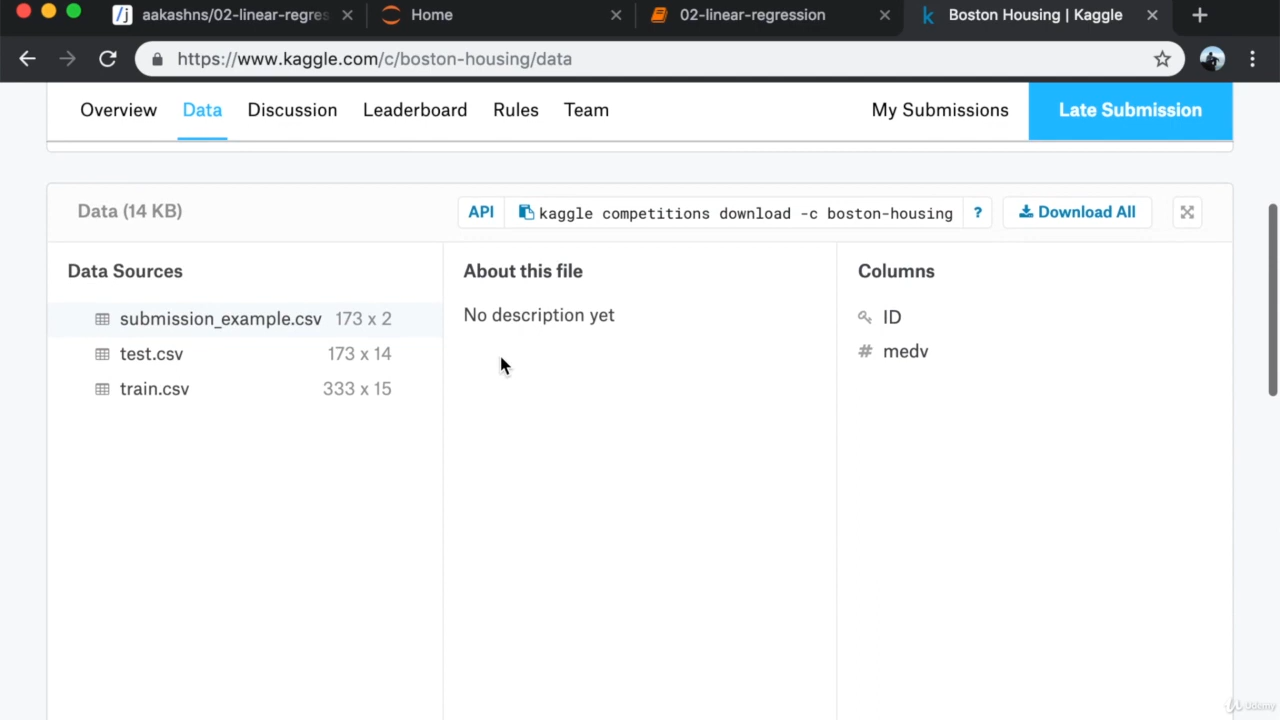 aakashns/02-linear-regres
Home
02-linear-regression
Boston Housing | Kaggle
https://www.kaggle.com/c/boston-housing/data
Overview Data Discussion Leaderboard Rules Team My Submissions Late Submission
Data (14 KB) API kaggle competitions download -c boston-housing ? Download All
Data Sources
submission_example.csv 173 x 2
test.csv 173 x 14
train.csv 333 x 15
About this file
No description yet
Columns
ID
# medv
Udemy